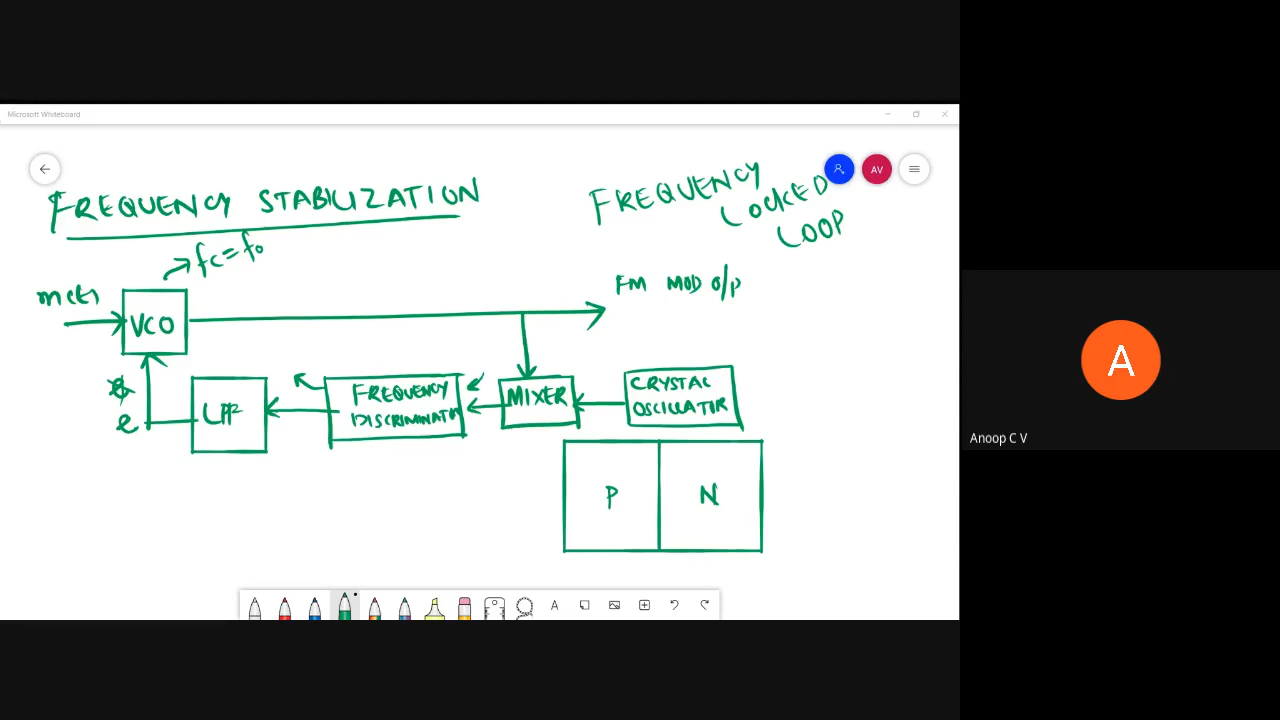 Microsoft Whiteboard
AV
FREQUENCY STABILIZATION
FREQUENCY
LOCKED
LOOP
fc = fo
m(t)
FM MOD O/P
VCO
FREQUENCY
DISCRIMINATOR
MIXER
CRYSTAL
OSCILLATOR
e
LPF
P
N
A
A
Anoop C V